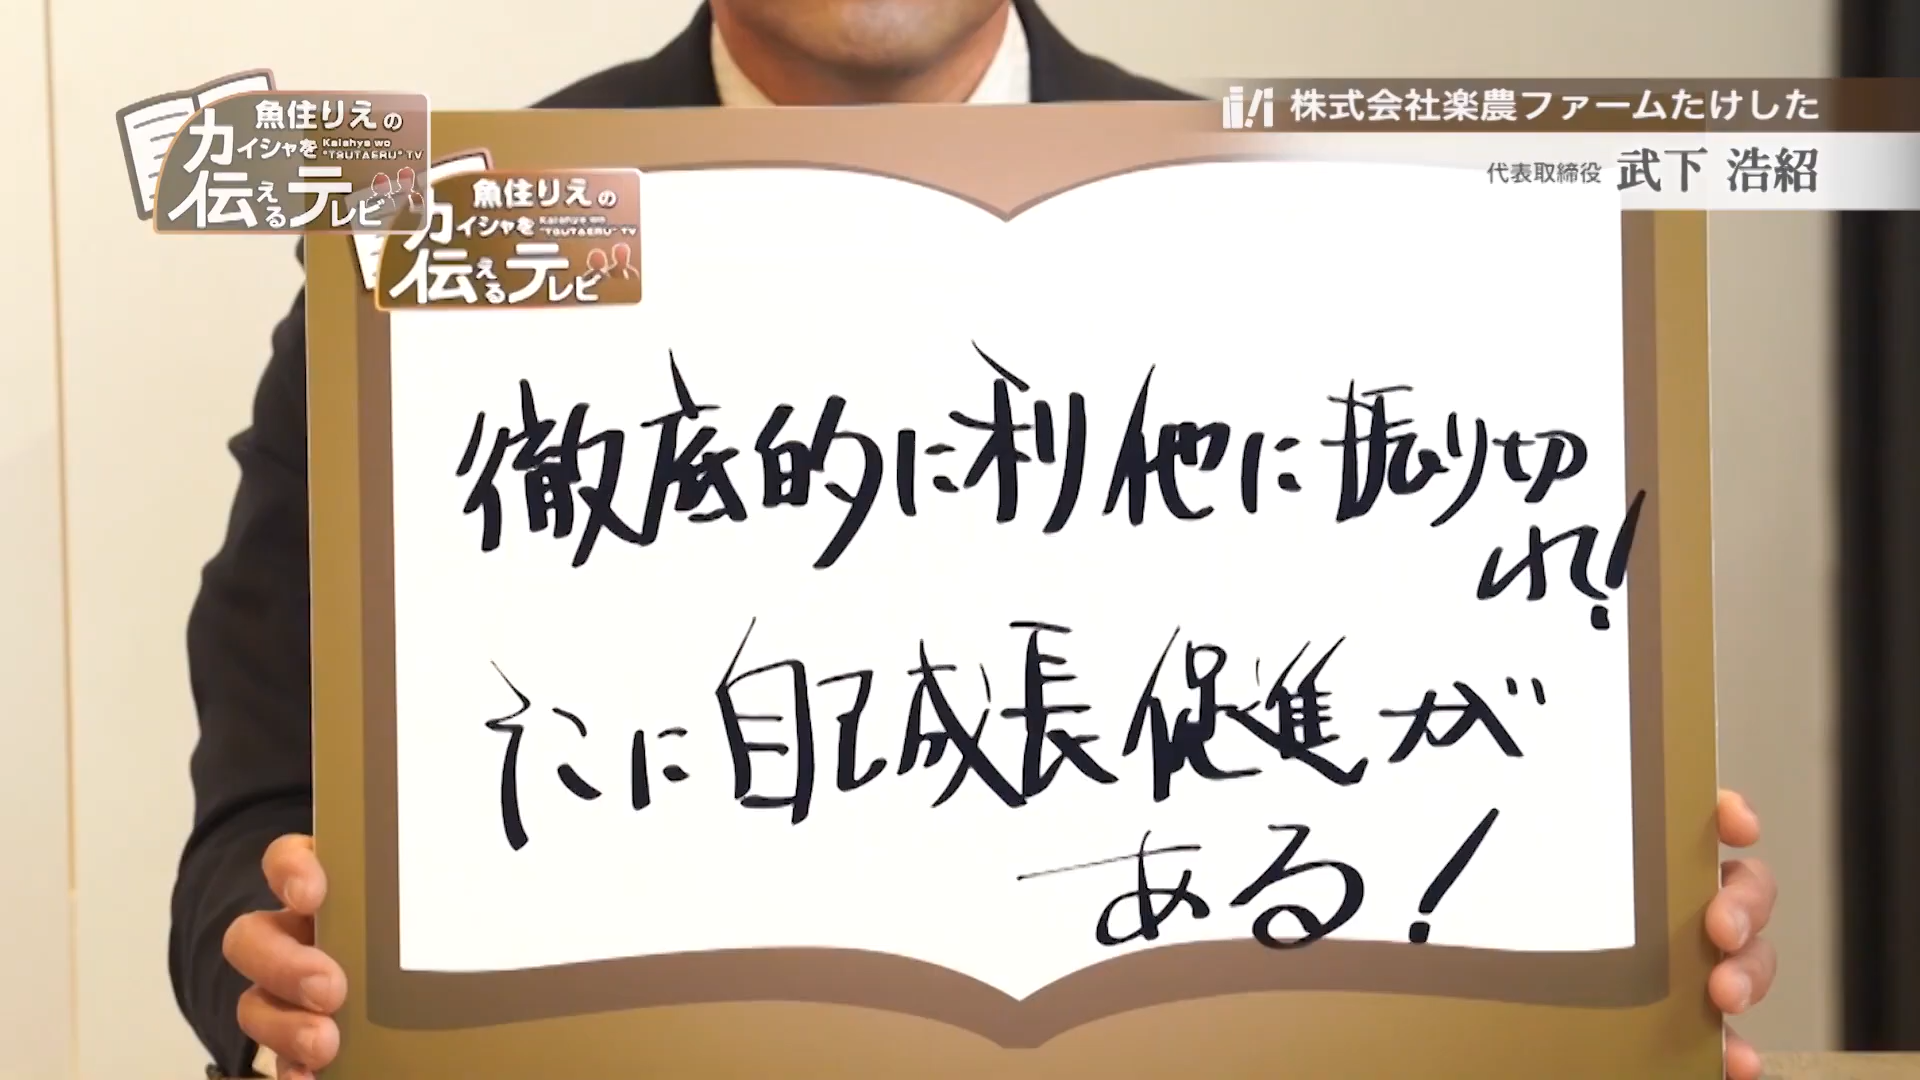 魚住りえの
カイシャを
Kaishya wo
"TSUTAERU" TV
伝えるテレビ
株式会社楽農ファームたけした
代表取締役 武下 浩紹
魚住りえの
カイシャを
Kaishya wo
"TSUTAERU" TV
伝えるテレビ
徹底的に利他に振り切
れ!
そこに自己成長促進が
ある!